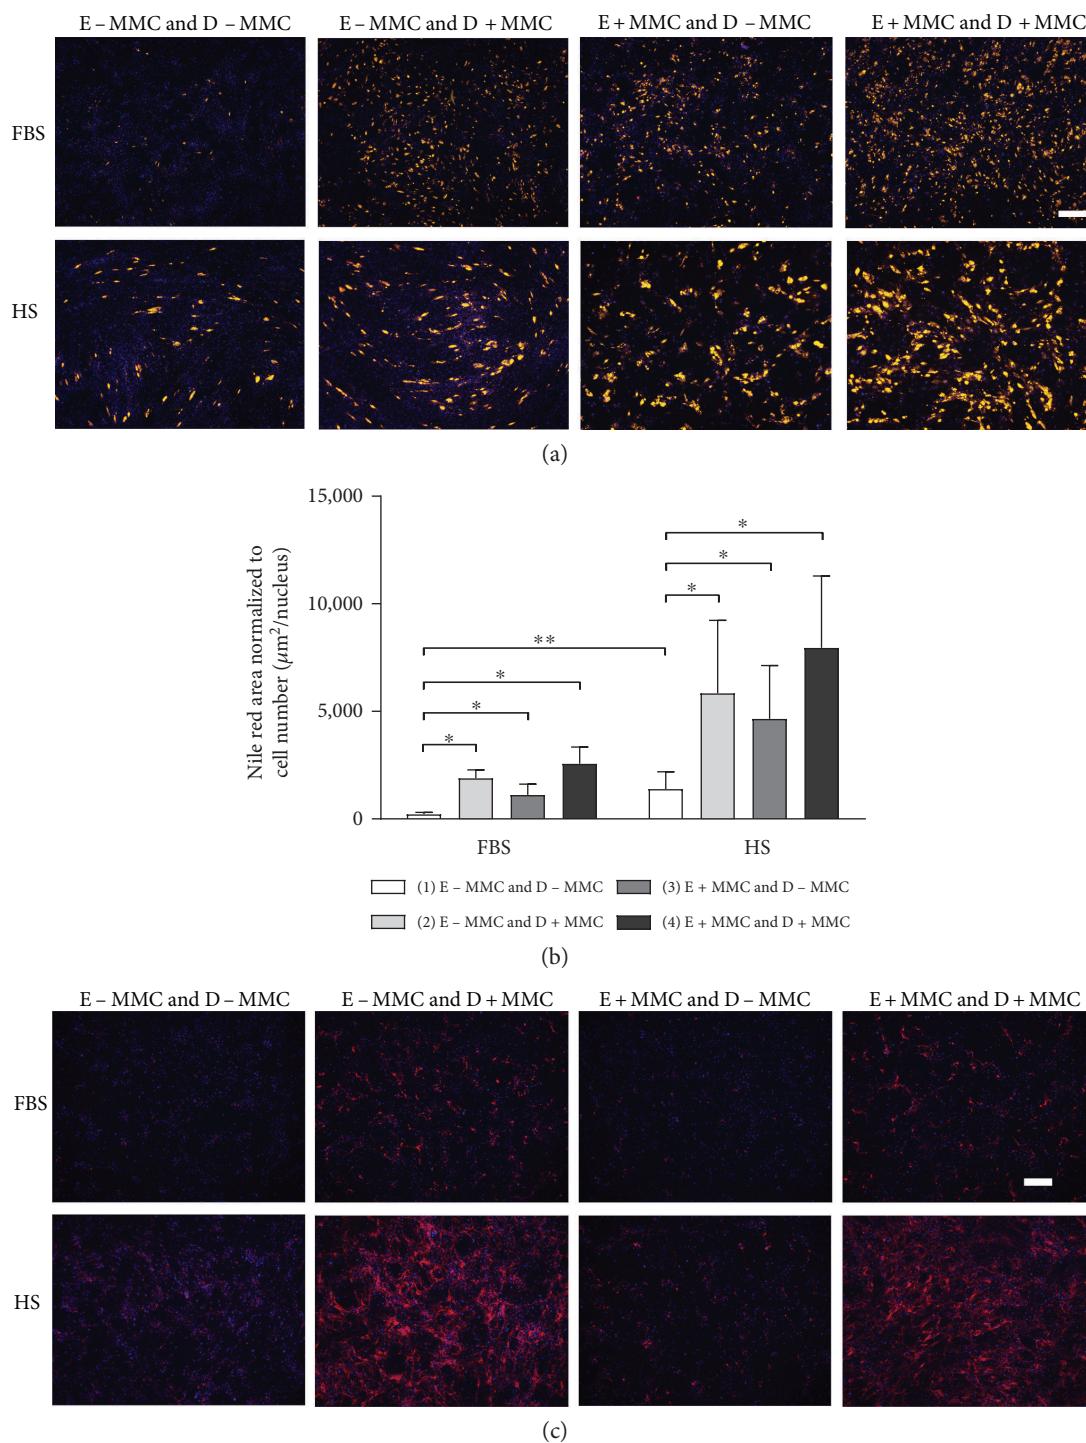 E – MMC and D – MMC E – MMC and D + MMC E + MMC and D – MMC E + MMC and D + MMC
FBS
HS
(a)
15,000
10,000
5,000
0
Nile red area normalized to
cell number (μm²/nucleus)
*
*
*
**
*
*
*
FBS HS
(1) E – MMC and D – MMC (3) E + MMC and D – MMC
(2) E – MMC and D + MMC (4) E + MMC and D + MMC
(b)
E – MMC and D – MMC E – MMC and D + MMC E + MMC and D – MMC E + MMC and D + MMC
FBS
HS
(c)